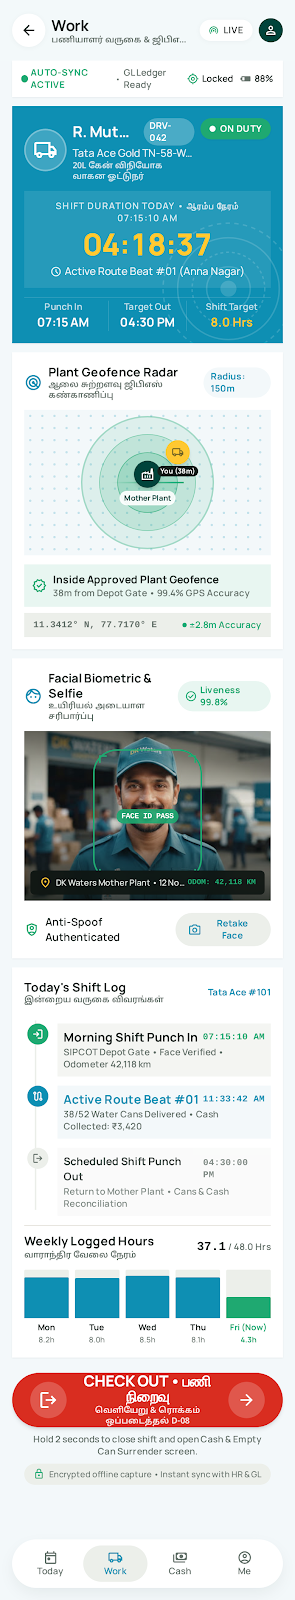 Work
பணியாளர் வருகை & ஜிபிஎ...
LIVE
AUTO-SYNC ACTIVE
• GL Ledger Ready
Locked
88%
R. Mut...
DRV-042
ON DUTY
Tata Ace Gold TN-58-W...
20L கேன் விநியோக
வாகன ஓட்டுநர்
SHIFT DURATION TODAY • ஆரம்ப நேரம்
07:15:10 AM
04:18:37
Active Route Beat #01 (Anna Nagar)
Punch In
Target Out
Shift Target
07:15 AM
04:30 PM
8.0 Hrs
Plant Geofence Radar
ஆலை சுற்றளவு ஜிபிஎஸ்
கண்காணிப்பு
Radius:
150m
You (38m)
Mother Plant
Inside Approved Plant Geofence
38m from Depot Gate • 99.4% GPS Accuracy
11.3412° N, 77.7170° E
±2.8m Accuracy
Facial Biometric &
Selfie
உயிரியல் அடையாள
சரிபார்ப்பு
Liveness
99.8%
DK Waters
FACE ID PASS
DK Waters Mother Plant • 12 No...
ODOM: 42,118 KM
Anti-Spoof
Authenticated
Retake
Face
Today's Shift Log
இன்றைய வருகை விவரங்கள்
Tata Ace #101
Morning Shift Punch In
07:15:10 AM
SIPCOT Depot Gate • Face Verified •
Odometer 42,118 km
Active Route Beat #01
11:33:42 AM
38/52 Water Cans Delivered • Cash
Collected: ₹3,420
Scheduled Shift Punch
Out
04:30:00
PM
Return to Mother Plant • Cans & Cash
Reconciliation
Weekly Logged Hours
வாராந்திர வேலை நேரம்
37.1 / 48.0 Hrs
Mon
Tue
Wed
Thu
Fri (Now)
8.2h
8.0h
8.5h
8.1h
4.3h
CHECK OUT • பணி
நிறைவு
வெளியேறு & ரொக்கம்
ஒப்படைத்தல் D-08
Hold 2 seconds to close shift and open Cash & Empty
Can Surrender screen.
Encrypted offline capture • Instant sync with HR & GL
Today
Work
Cash
Me